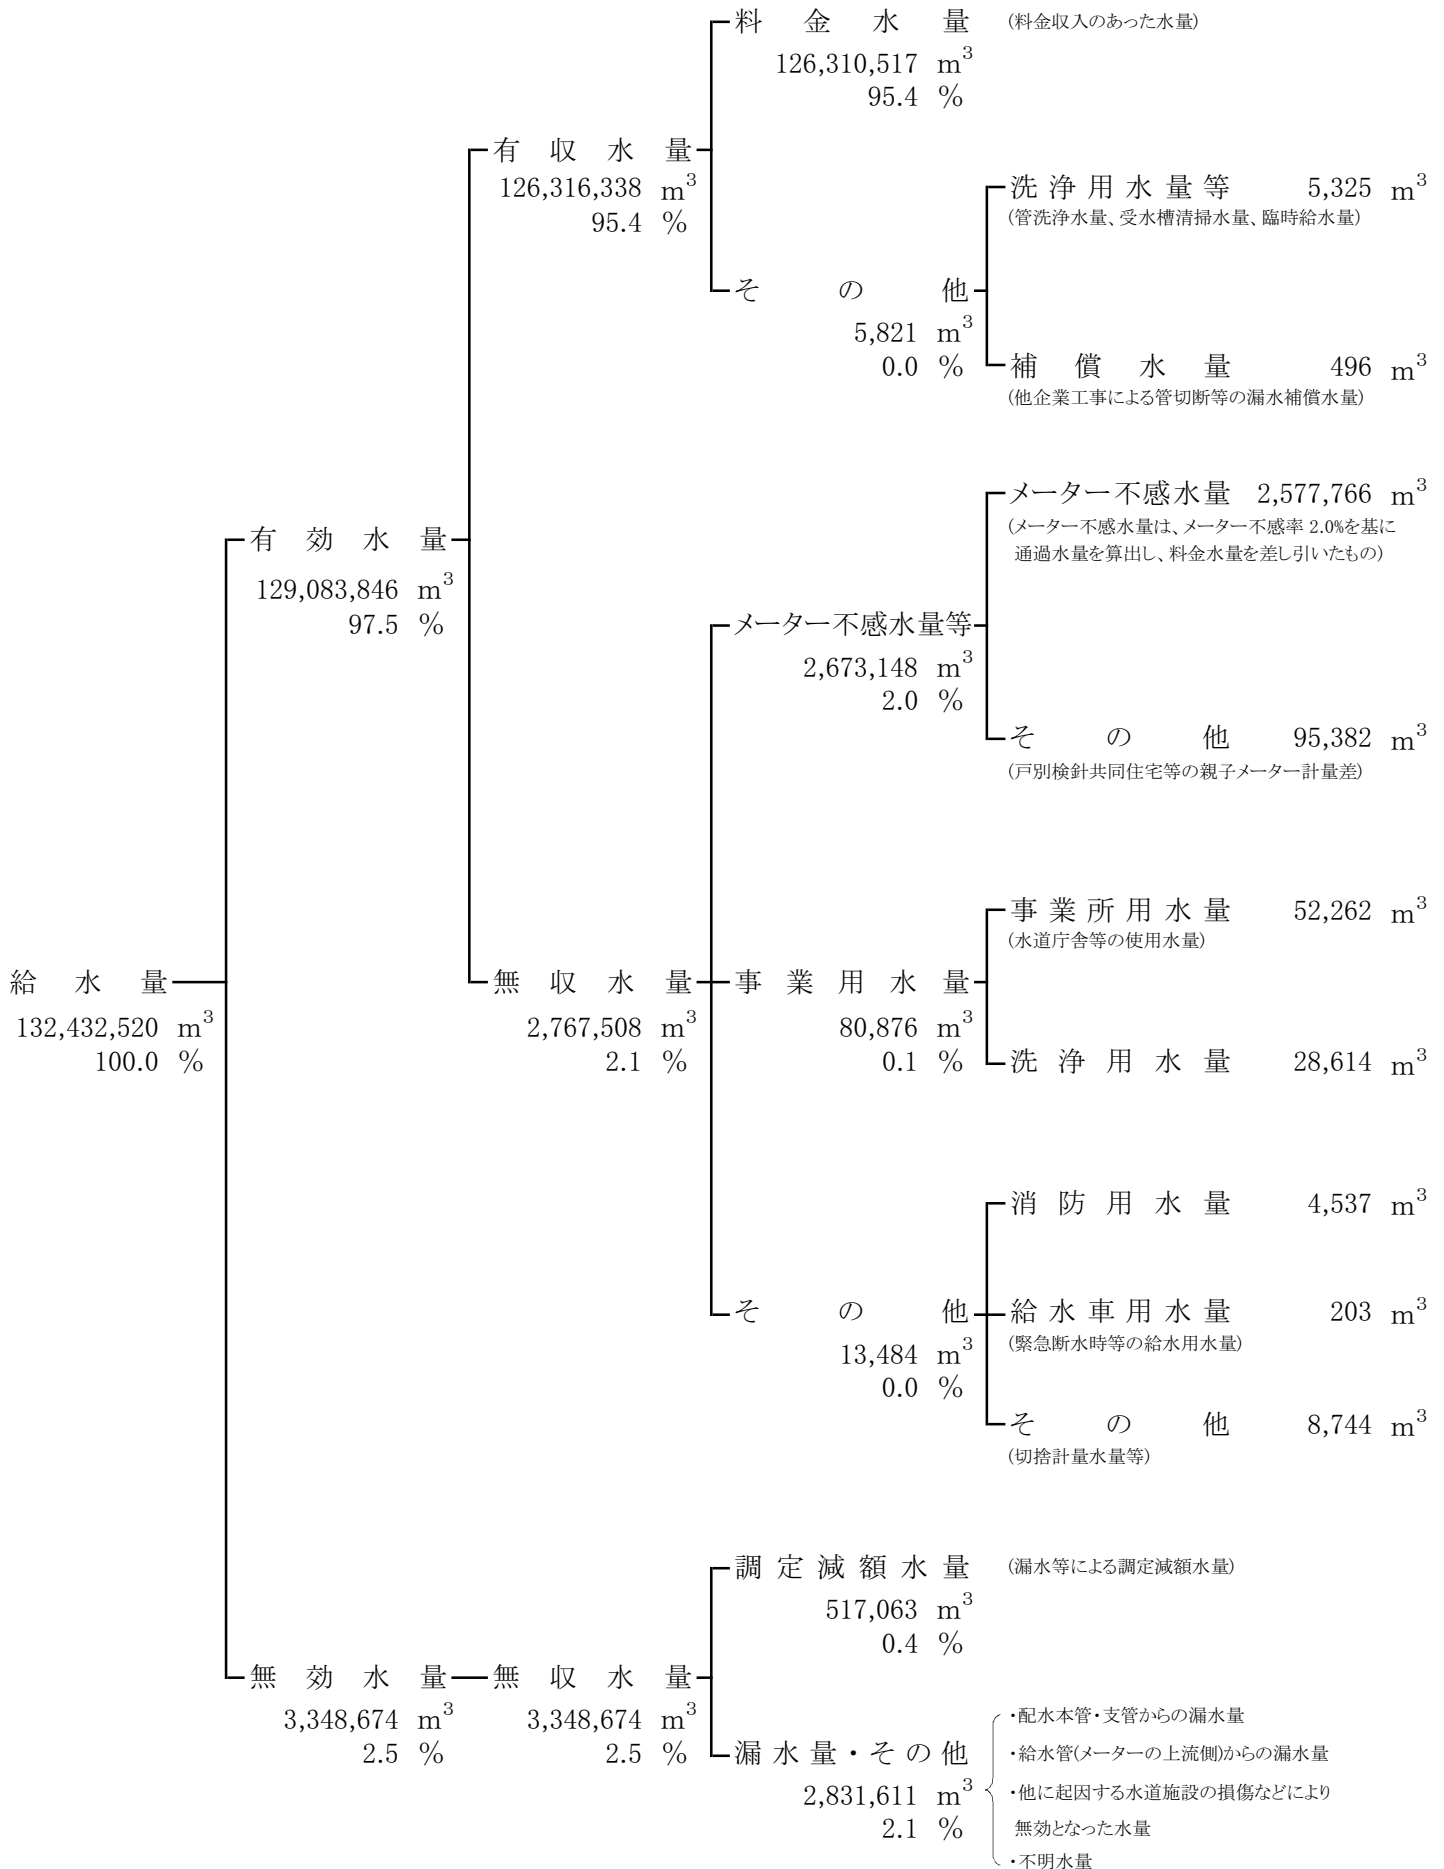 料金水量 (料金収入のあった水量)
126,310,517 m³
95.4 %
有収水量
126,316,338 m³
95.4 %
洗浄用水量等 5,325 m³
(管洗浄水量、受水槽清掃水量、臨時給水量)
その他
5,821 m³
0.0 %
補償水量 496 m³
(他企業工事による管切断等の漏水補償水量)
メーター不感水量 2,577,766 m³
(メーター不感水量は、メーター不感率 2.0%を基に
通過水量を算出し、料金水量を差し引いたもの)
有効水量
129,083,846 m³
97.5 %
メーター不感水量等
2,673,148 m³
2.0 %
その他 95,382 m³
(戸別検針共同住宅等の親子メーター計量差)
事業所用水量 52,262 m³
(水道庁舎等の使用水量)
給水量
132,432,520 m³
100.0 %
無収水量
2,767,508 m³
2.1 %
事業用水量
80,876 m³
0.1 %
洗浄用水量 28,614 m³
消防用水量 4,537 m³
その他
13,484 m³
0.0 %
給水車用水量 203 m³
(緊急断水時等の給水用水量)
その他 8,744 m³
(切捨計量水量等)
調定減額水量 (漏水等による調定減額水量)
517,063 m³
0.4 %
無効水量
3,348,674 m³
2.5 %
無収水量
3,348,674 m³
2.5 %
漏水量・その他
2,831,611 m³
2.1 %
・配水本管・支管からの漏水量
・給水管(メーターの上流側)からの漏水量
・他に起因する水道施設の損傷などにより
無効となった水量
・不明水量